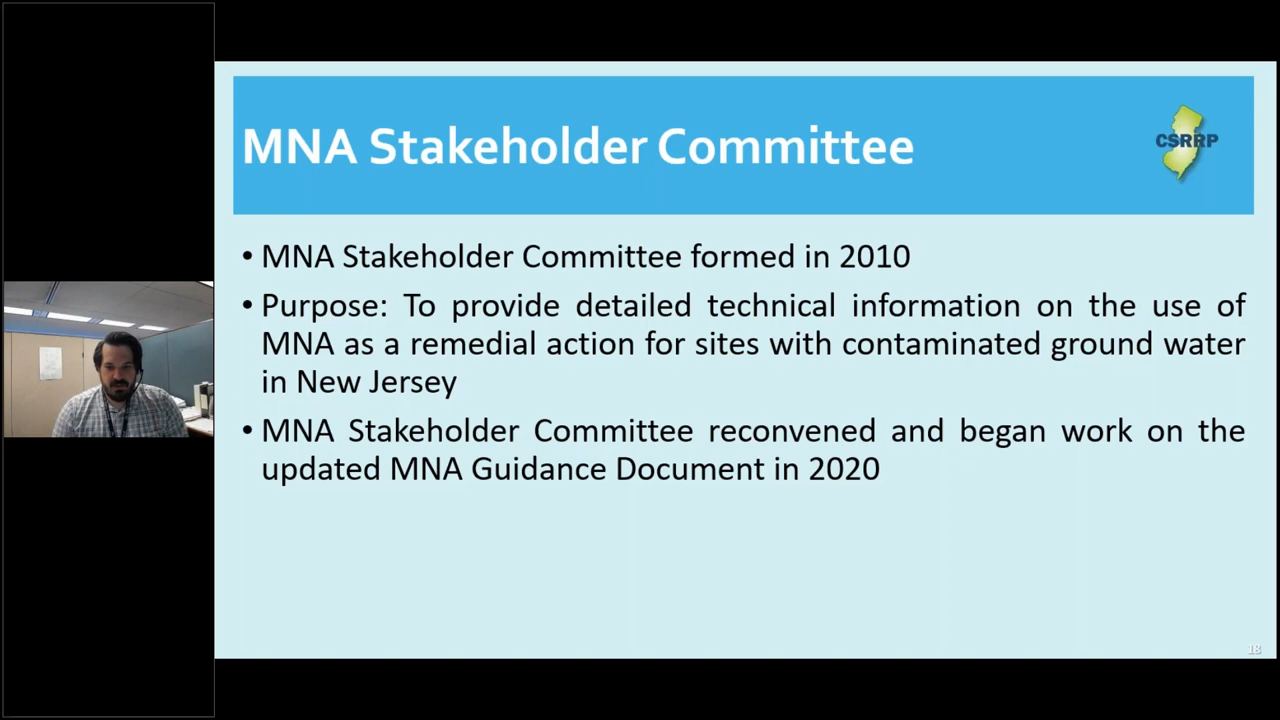 MNA Stakeholder Committee
CSRRP
• MNA Stakeholder Committee formed in 2010
• Purpose: To provide detailed technical information on the use of
MNA as a remedial action for sites with contaminated ground water
in New Jersey
• MNA Stakeholder Committee reconvened and began work on the
updated MNA Guidance Document in 2020
18